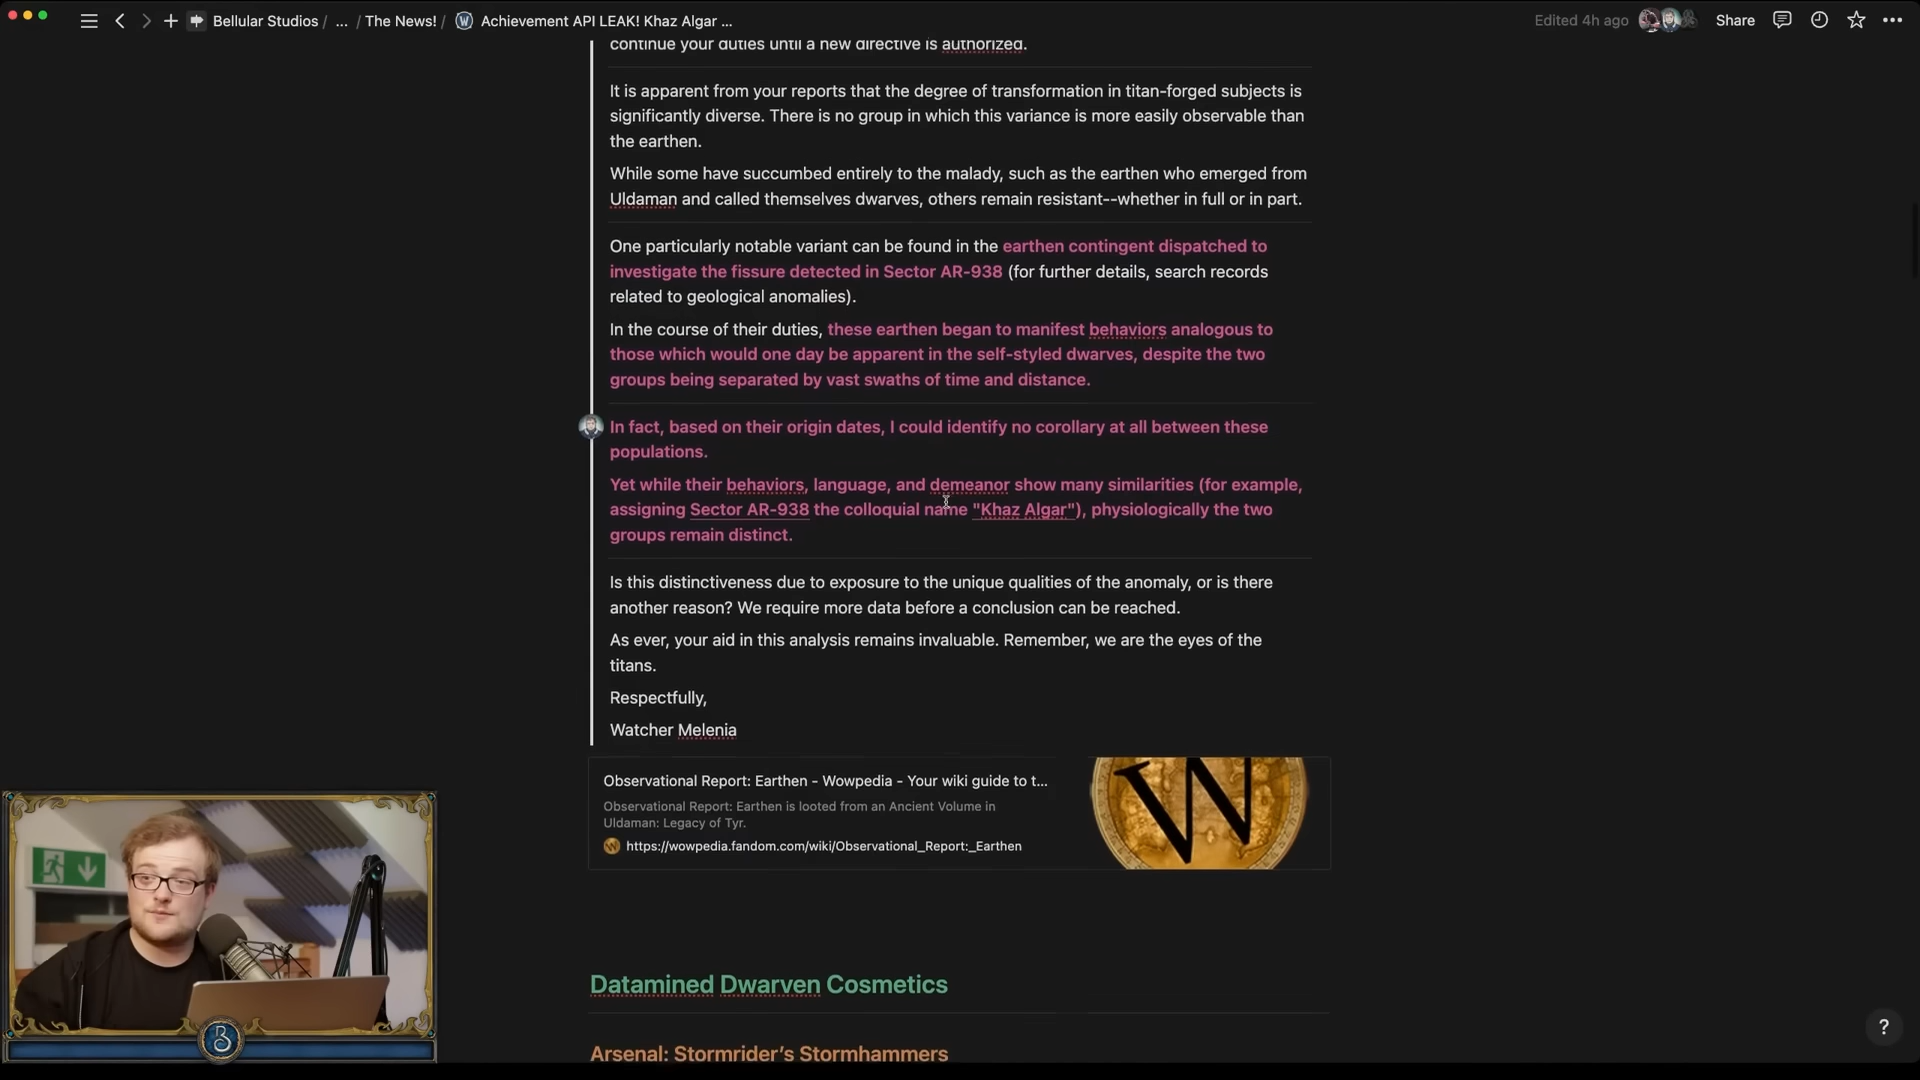 Bellular Studios / ... / The News! / Achievement API LEAK! Khaz Algar ...
Edited 4h ago
Share
continue your duties until a new directive is authorized.
It is apparent from your reports that the degree of transformation in titan-forged subjects is
significantly diverse. There is no group in which this variance is more easily observable than
the earthen.
While some have succumbed entirely to the malady, such as the earthen who emerged from
Uldaman and called themselves dwarves, others remain resistant--whether in full or in part.
One particularly notable variant can be found in the earthen contingent dispatched to
investigate the fissure detected in Sector AR-938 (for further details, search records
related to geological anomalies).
In the course of their duties, these earthen began to manifest behaviors analogous to
those which would one day be apparent in the self-styled dwarves, despite the two
groups being separated by vast swaths of time and distance.
In fact, based on their origin dates, I could identify no corollary at all between these
populations.
Yet while their behaviors, language, and demeanor show many similarities (for example,
assigning Sector AR-938 the colloquial name "Khaz Algar"), physiologically the two
groups remain distinct.
Is this distinctiveness due to exposure to the unique qualities of the anomaly, or is there
another reason? We require more data before a conclusion can be reached.
As ever, your aid in this analysis remains invaluable. Remember, we are the eyes of the
titans.
Respectfully,
Watcher Melenia
Observational Report: Earthen - Wowpedia - Your wiki guide to t...
Observational Report: Earthen is looted from an Ancient Volume in
Uldaman: Legacy of Tyr.
https://wowpedia.fandom.com/wiki/Observational_Report:_Earthen
W
B
Datamined Dwarven Cosmetics
?
Arsenal: Stormrider's Stormhammers